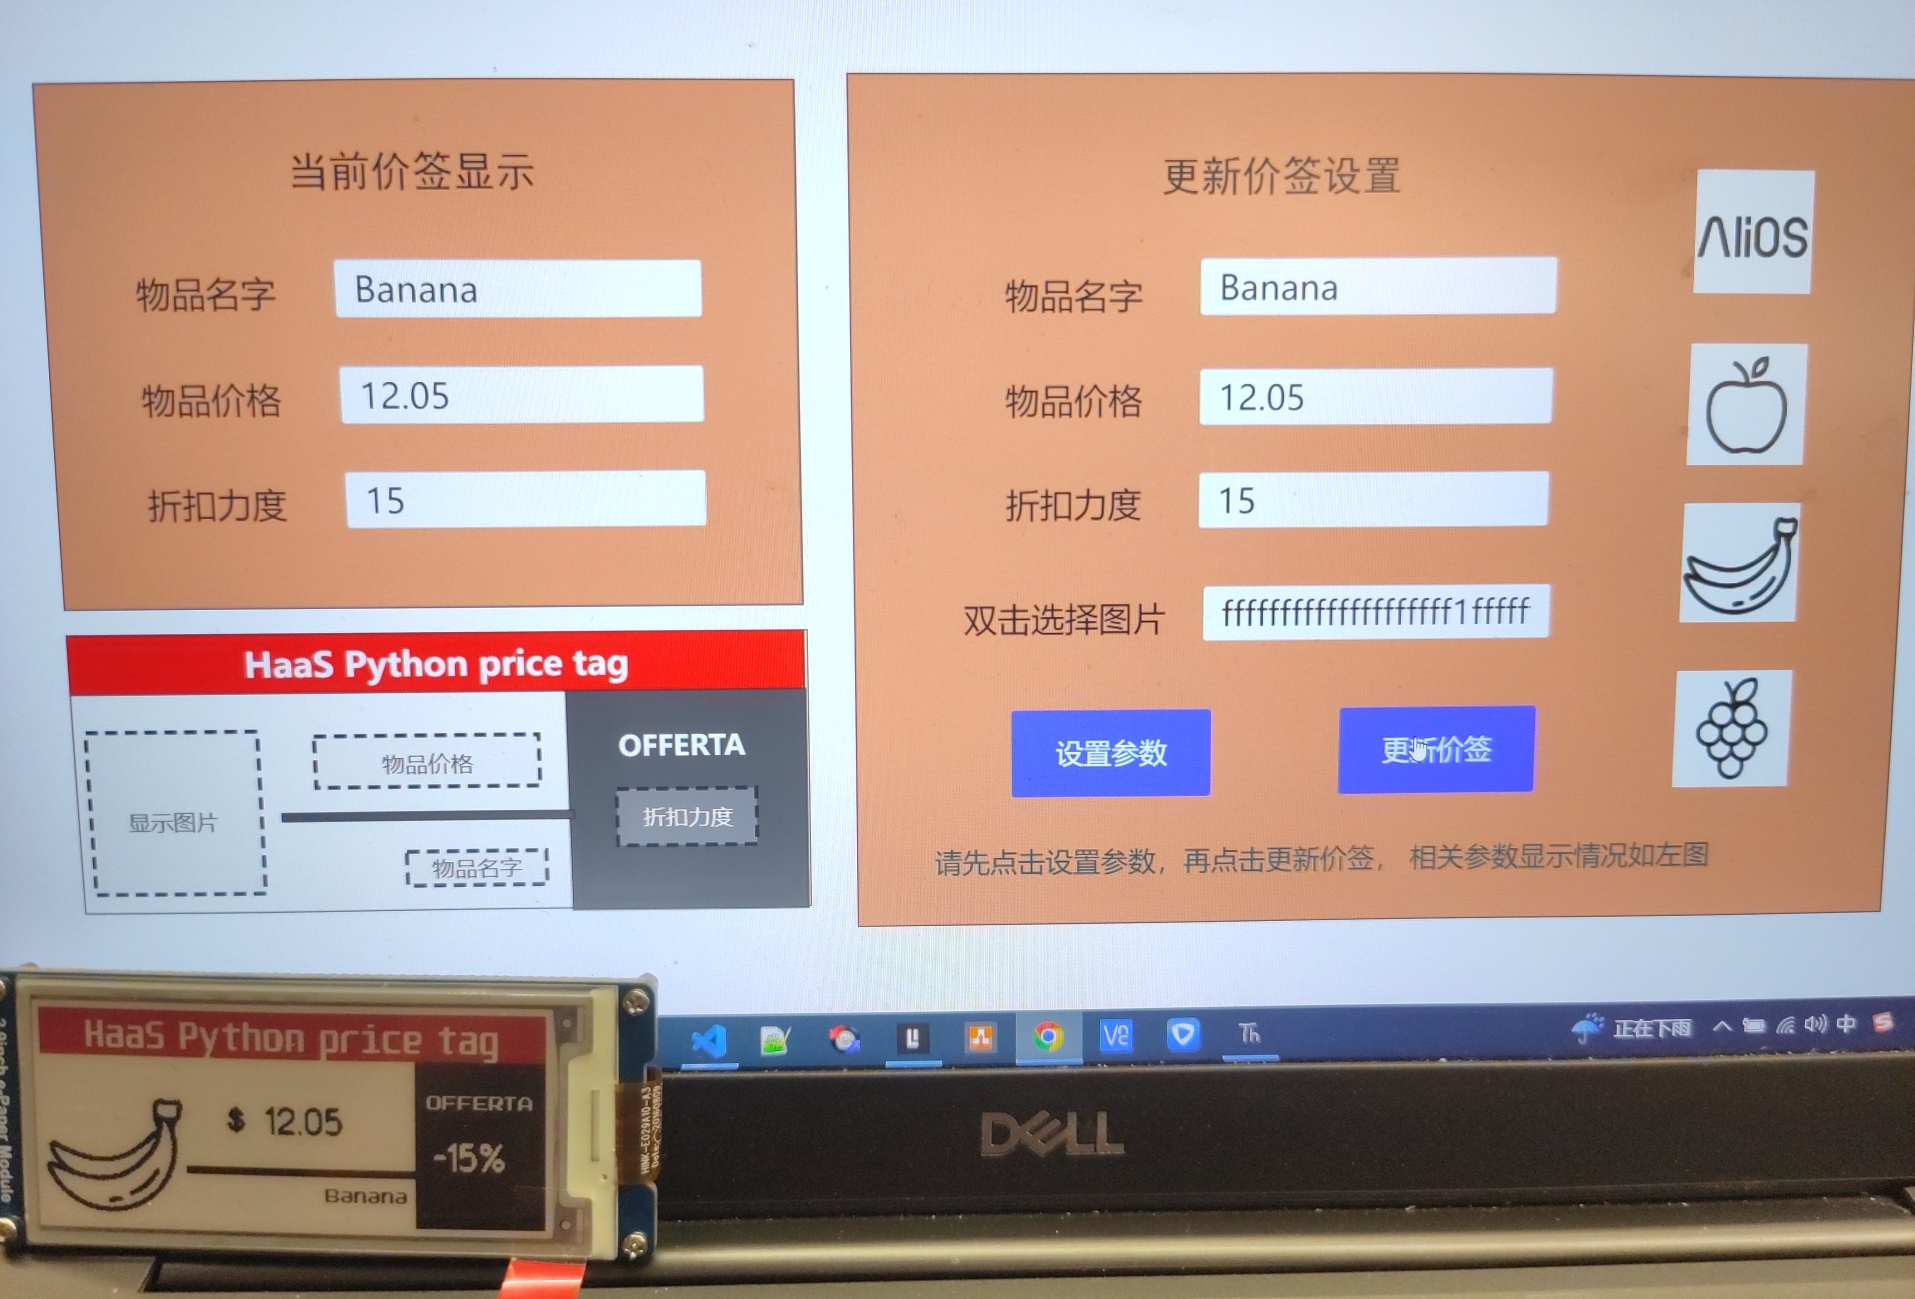 当前价签显示
物品名字
Banana
物品价格
12.05
折扣力度
15
HaaS Python price tag
显示图片
物品价格
物品名字
OFFERTA
折扣力度
更新价签设置
物品名字
Banana
物品价格
12.05
折扣力度
15
双击选择图片
ffffffffffffffffffff1fffff
设置参数
更新价签
请先点击设置参数，再点击更新价签， 相关参数显示情况如左图
AliOS
正在下雨
中
Th
DELL
HaaS Python price tag
$ 12.05
Banana
OFFERTA
-15%
HINK-E029A10-A3
e-Paper Module